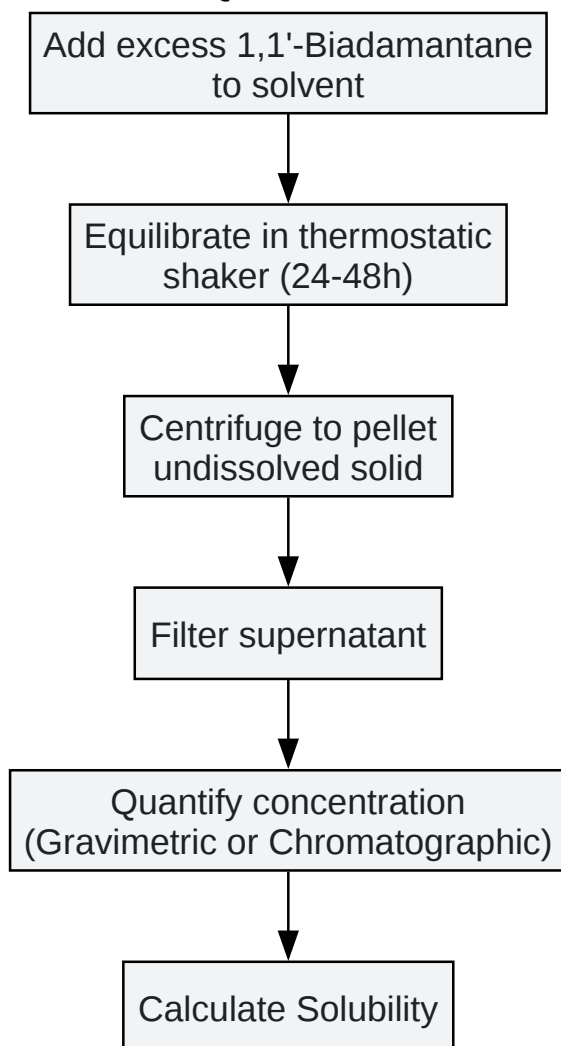 Add excess 1,1'-Biadamantane
to solvent
Equilibrate in thermostatic
shaker (24-48h)
Centrifuge to pellet
undissolved solid
Filter supernatant
Quantify concentration
(Gravimetric or Chromatographic)
Calculate Solubility